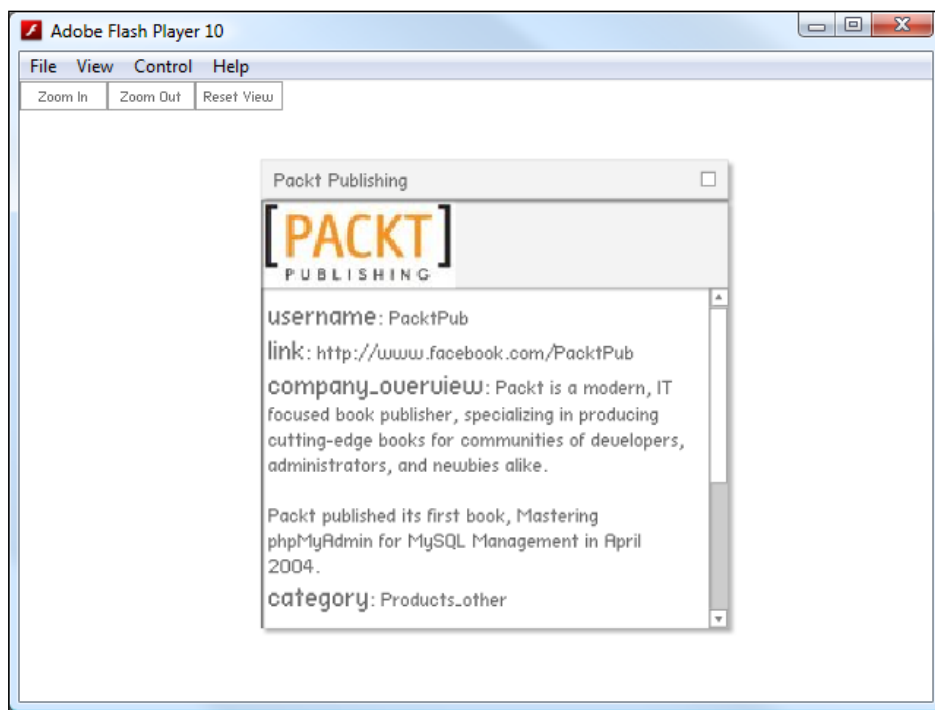 Adobe Flash Player 10
File View Control Help
Zoom In Zoom Out Reset View
Packt Publishing
[PACKT]
PUBLISHING
username: PacktPub
link: http://www.facebook.com/PacktPub
company_overview: Packt is a modern, IT
focused book publisher, specializing in producing
cutting-edge books for communities of developers,
administrators, and newbies alike.
Packt published its first book, Mastering
phpMyAdmin for MySQL Management in April
2004.
category: Products_other